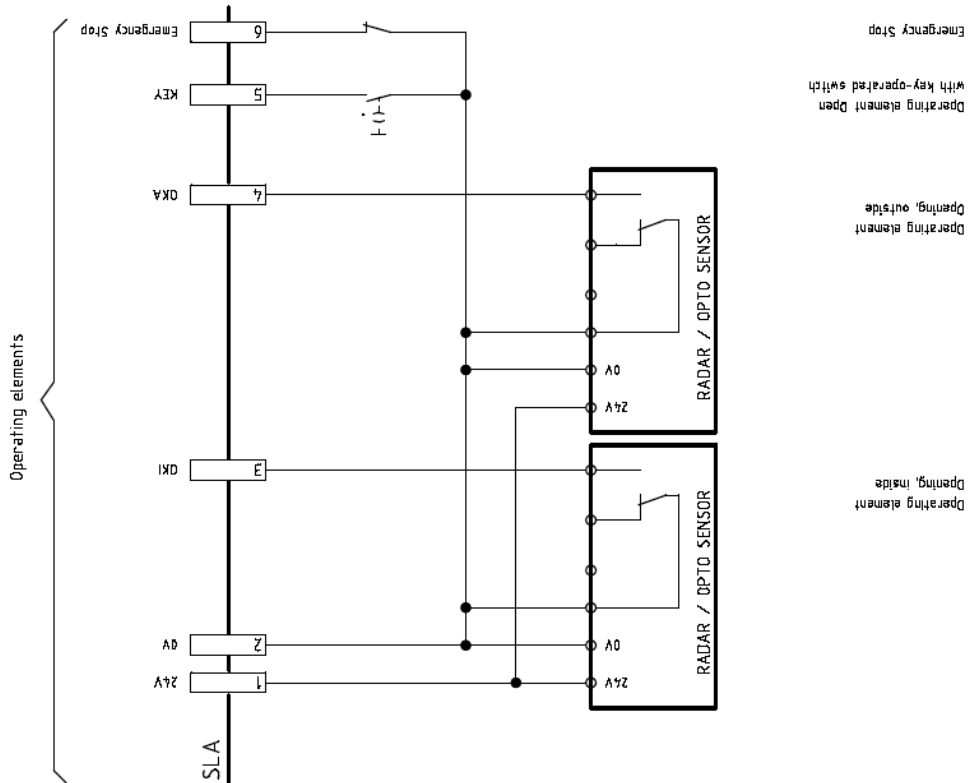 Emergency Stop
6
Emergency Stop
KEY
5
Operating element Open
with key-operated switch
OKA
4
Operating element
Opening, outside
RADAR / OPTO SENSOR
0V
24V
Operating elements
OKI
3
Operating element
Opening, inside
RADAR / OPTO SENSOR
0V
2
0V
24V
1
24V
SLA